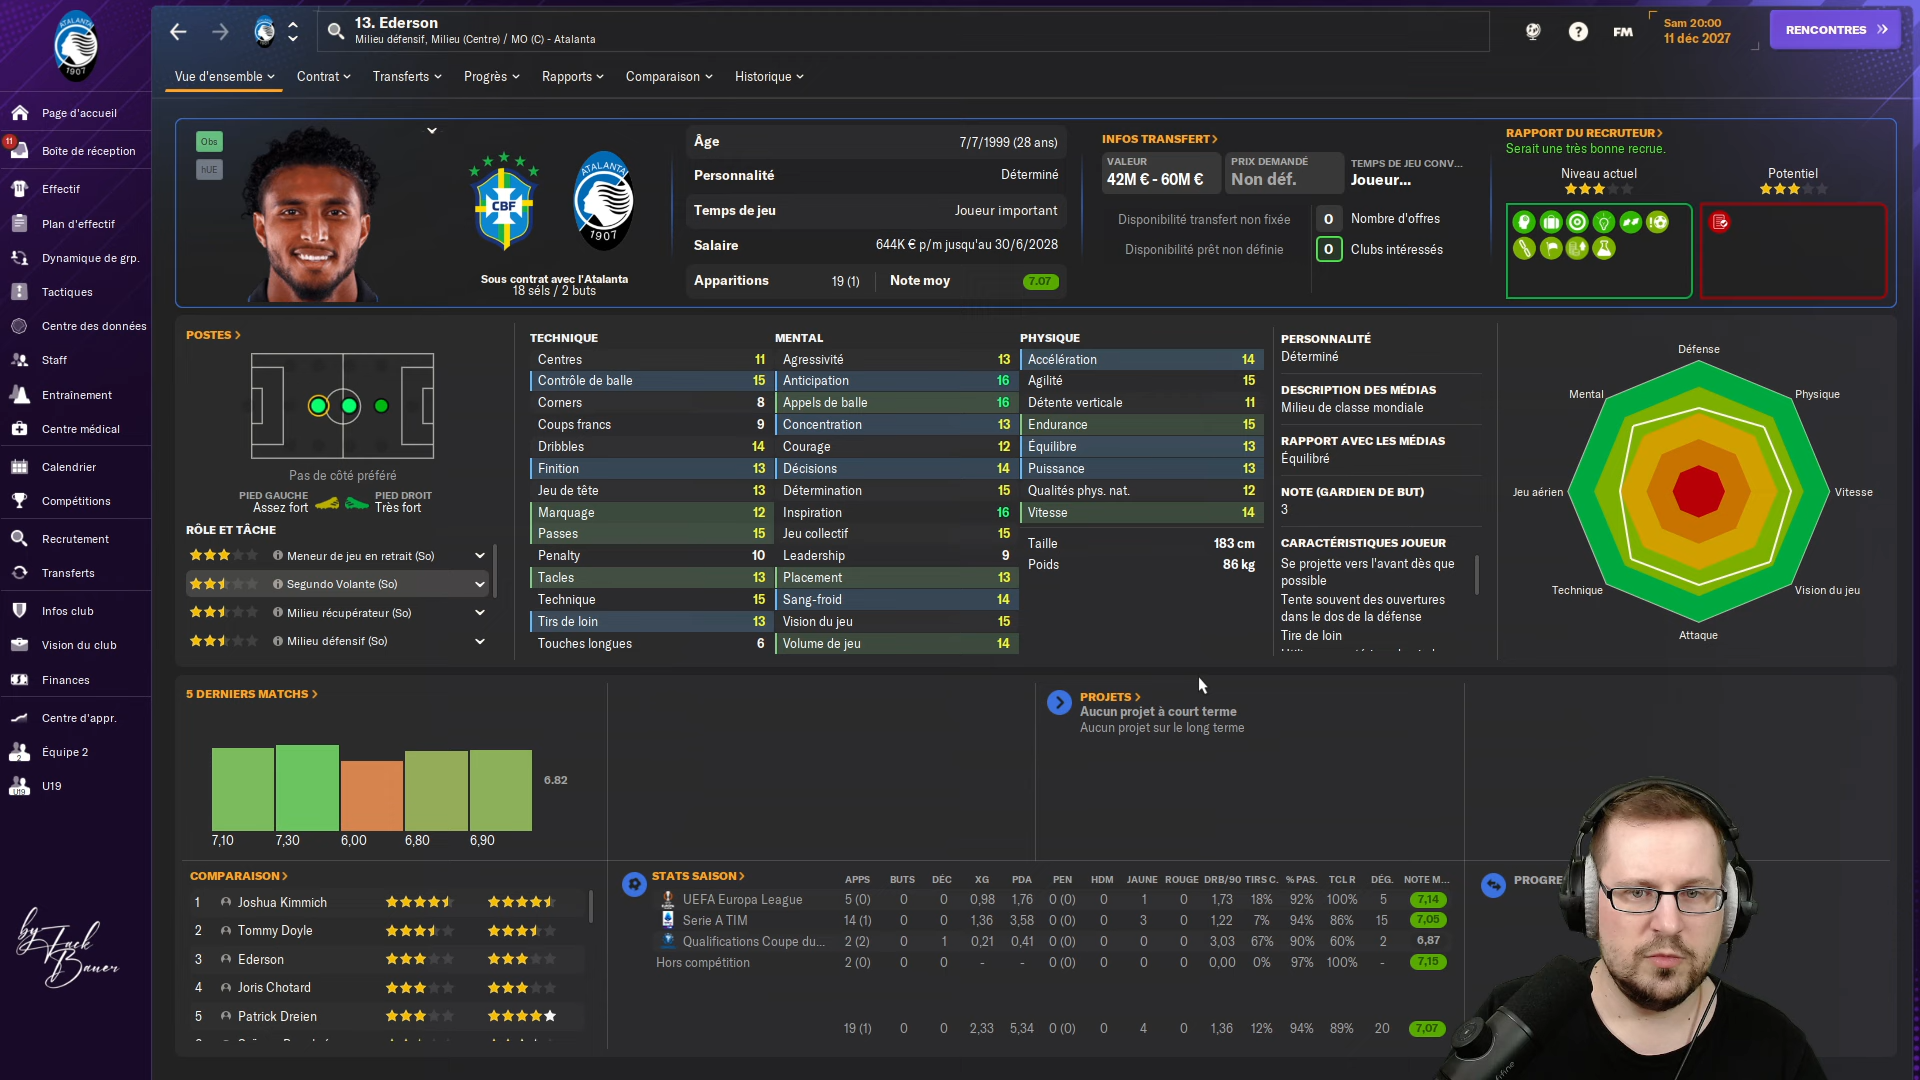 13. Ederson
Milieu défensif, Milieu (Centre) / MO (C) - Atalanta
FM
Sam 20:00
11 déc 2027
RENCONTRES
ATALANTA
1907
Vue d'ensemble
Contrat
Transferts
Progrès
Rapports
Comparaison
Historique
Page d'accueil
11
Boîte de réception
Effectif
Plan d'effectif
Dynamique de grp.
Tactiques
Centre des données
Staff
Entraînement
Centre médical
Calendrier
Compétitions
Recrutement
Transferts
Infos club
Vision du club
Finances
Centre d'appr.
Équipe 2
U19
by Fack Bauer
Obs
hUE
CBF
ATALANTA
1907
Sous contrat avec l'Atalanta
18 séls / 2 buts
Âge 7/7/1999 (28 ans)
Personnalité Déterminé
Temps de jeu Joueur important
Salaire 644K € p/m jusqu'au 30/6/2028
Apparitions 19 (1) Note moy 7.07
INFOS TRANSFERT
VALEUR
42M € - 60M €
PRIX DEMANDÉ
Non déf.
TEMPS DE JEU CONV...
Joueur...
Disponibilité transfert non fixée
0 Nombre d'offres
Disponibilité prêt non définie
0 Clubs intéressés
RAPPORT DU RECRUTEUR
Serait une très bonne recrue.
Niveau actuel
Potentiel
POSTES
Pas de côté préféré
PIED GAUCHE
Assez fort
PIED DROIT
Très fort
RÔLE ET TÂCHE
Meneur de jeu en retrait (So)
Segundo Volante (So)
Milieu récupérateur (So)
Milieu défensif (So)
TECHNIQUE
Centres 11
Contrôle de balle 15
Corners 8
Coups francs 9
Dribbles 14
Finition 13
Jeu de tête 13
Marquage 12
Passes 15
Penalty 10
Tacles 13
Technique 15
Tirs de loin 13
Touches longues 6
MENTAL
Agressivité 13
Anticipation 16
Appels de balle 16
Concentration 13
Courage 12
Décisions 14
Détermination 15
Inspiration 16
Jeu collectif 15
Leadership 9
Placement 13
Sang-froid 14
Vision du jeu 15
Volume de jeu 14
PHYSIQUE
Accélération 14
Agilité 15
Détente verticale 11
Endurance 15
Équilibre 13
Puissance 13
Qualités phys. nat. 12
Vitesse 14
Taille 183 cm
Poids 86 kg
PERSONNALITÉ
Déterminé
DESCRIPTION DES MÉDIAS
Milieu de classe mondiale
RAPPORT AVEC LES MÉDIAS
Équilibré
NOTE (GARDIEN DE BUT)
3
CARACTÉRISTIQUES JOUEUR
Se projette vers l'avant dès que
possible
Tente souvent des ouvertures
dans le dos de la défense
Tire de loin
Défense
Mental
Physique
Jeu aérien
Vitesse
Technique
Vision du jeu
Attaque
5 DERNIERS MATCHS
6.82
7,10 7,30 6,00 6,80 6,90
PROJETS
Aucun projet à court terme
Aucun projet sur le long terme
COMPARAISON
1 Joshua Kimmich
2 Tommy Doyle
3 Ederson
4 Joris Chotard
5 Patrick Dreien
STATS SAISON APPS BUTS DÉC XG PDA PEN HDM JAUNE ROUGE DRB/90 TIRS C. % PAS. TCL R DÉG. NOTE M...
UEFA Europa League 5 (0) 0 0 0,98 1,76 0 (0) 0 1 0 1,73 18% 92% 100% 5 7,14
Serie A TIM 14 (1) 0 0 1,36 3,58 0 (0) 0 3 0 1,22 7% 94% 86% 15 7,05
Qualifications Coupe du... 2 (2) 0 1 0,21 0,41 0 (0) 0 0 0 3,03 67% 90% 60% 2 6,87
Hors compétition 2 (0) 0 0 - - 0 (0) 0 0 0 0,00 0% 97% 100% - 7,15
19 (1) 0 0 2,33 5,34 0 (0) 0 4 0 1,36 12% 94% 89% 20 7,07